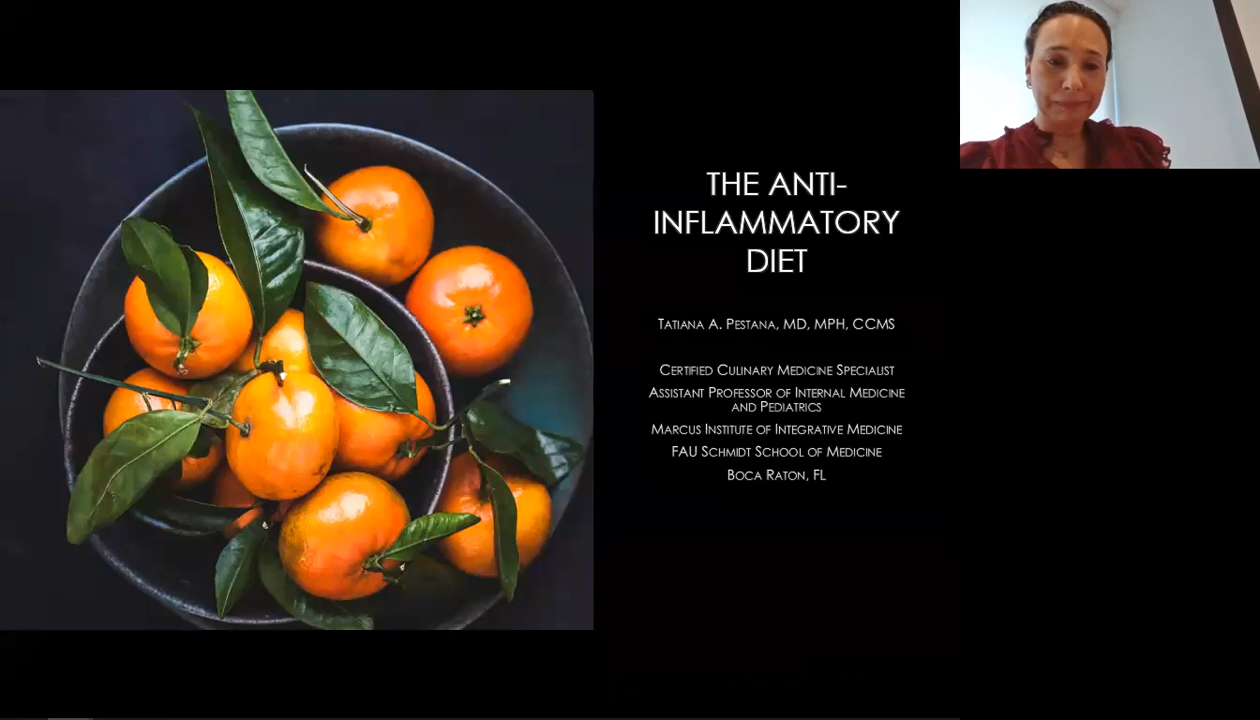 THE ANTI-
INFLAMMATORY
DIET
TATIANA A. PESTANA, MD, MPH, CCMS
CERTIFIED CULINARY MEDICINE SPECIALIST
ASSISTANT PROFESSOR OF INTERNAL MEDICINE
AND PEDIATRICS
MARCUS INSTITUTE OF INTEGRATIVE MEDICINE
FAU SCHMIDT SCHOOL OF MEDICINE
BOCA RATON, FL